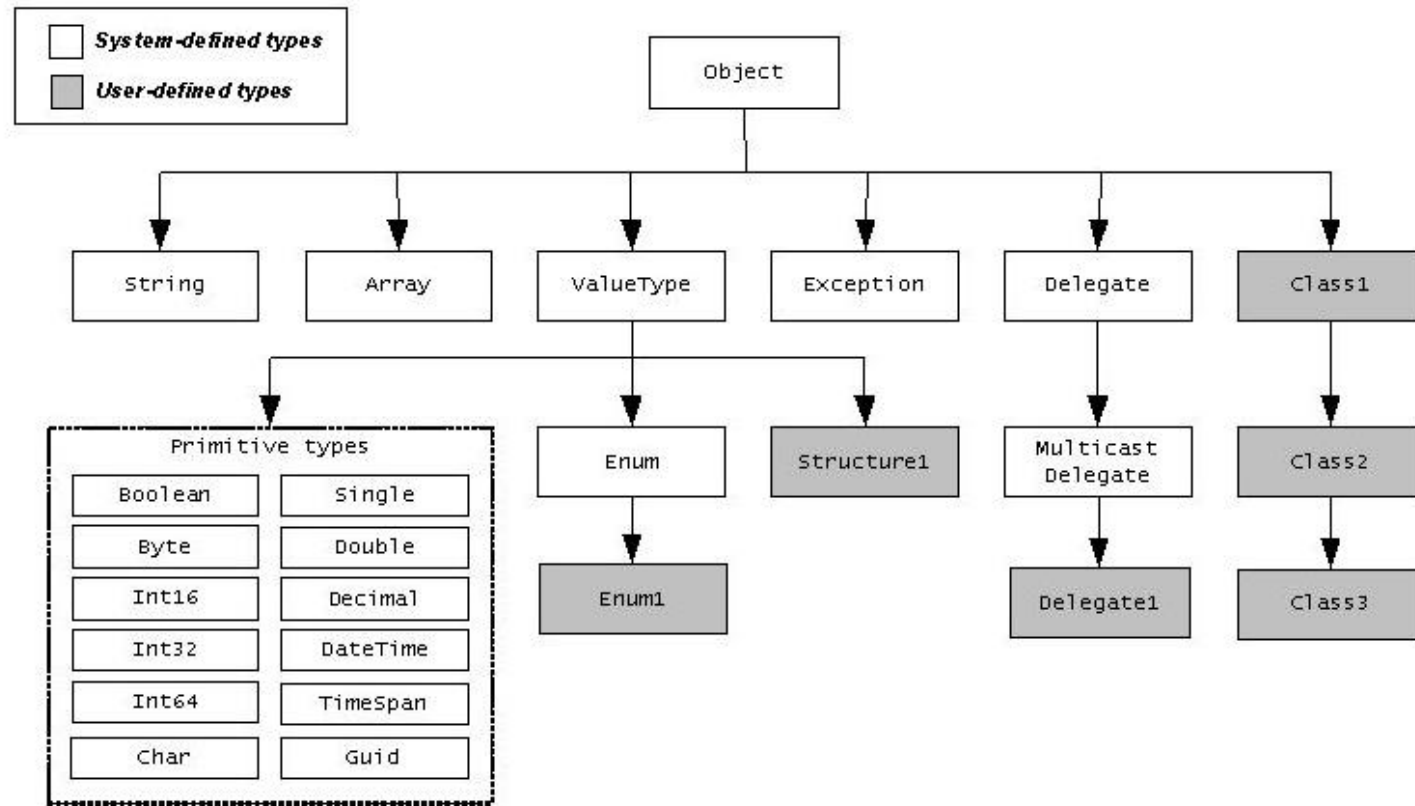 System-defined types
User-defined types
Object
String
Array
ValueType
Exception
Delegate
Class1
Primitive types
Boolean
Single
Byte
Double
Int16
Decimal
Int32
DateTime
Int64
TimeSpan
Char
Guid
Enum
Structure1
Multicast
Delegate
Class2
Enum1
Delegate1
Class3